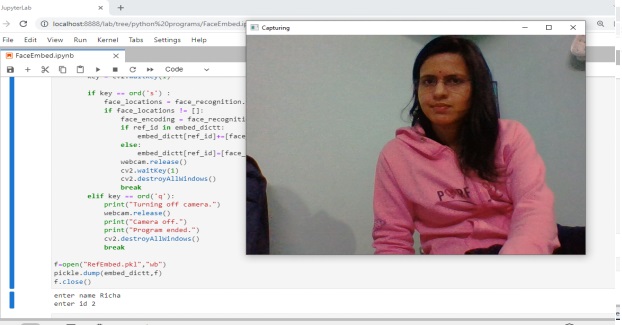 JupyterLab
localhost:8888/lab/tree/python%20programs/FaceEmbed.ip
File Edit View Run Kernel Tabs Settings Help
FaceEmbed.ipynb
Code
Capturing
if key == ord('s') :
face_locations = face_recognition.
if face_locations != []:
face_encoding = face_recogniti
if ref_id in embed_dictt:
embed_dictt[ref_id]+=[face
else:
embed_dictt[ref_id]=[face_
webcam.release()
cv2.waitKey(1)
cv2.destroyAllWindows()
break
elif key == ord('q'):
print("Turning off camera.")
webcam.release()
print("Camera off.")
print("Program ended.")
cv2.destroyAllWindows()
break
f=open("RefEmbed.pkl","wb")
pickle.dump(embed_dictt,f)
f.close()
enter name Richa
enter id 2